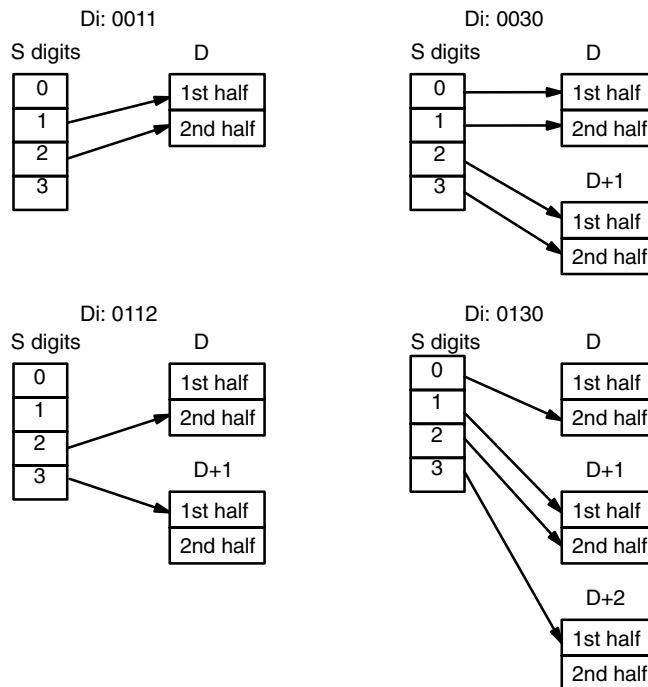 Di: 0011
S digits D
0
1
2
3
1st half
2nd half
Di: 0030
S digits D
0
1
2
3
1st half
2nd half
D+1
1st half
2nd half
Di: 0112
S digits D
0
1
2
3
1st half
2nd half
D+1
1st half
2nd half
Di: 0130
S digits D
0
1
2
3
1st half
2nd half
D+1
1st half
2nd half
D+2
1st half
2nd half